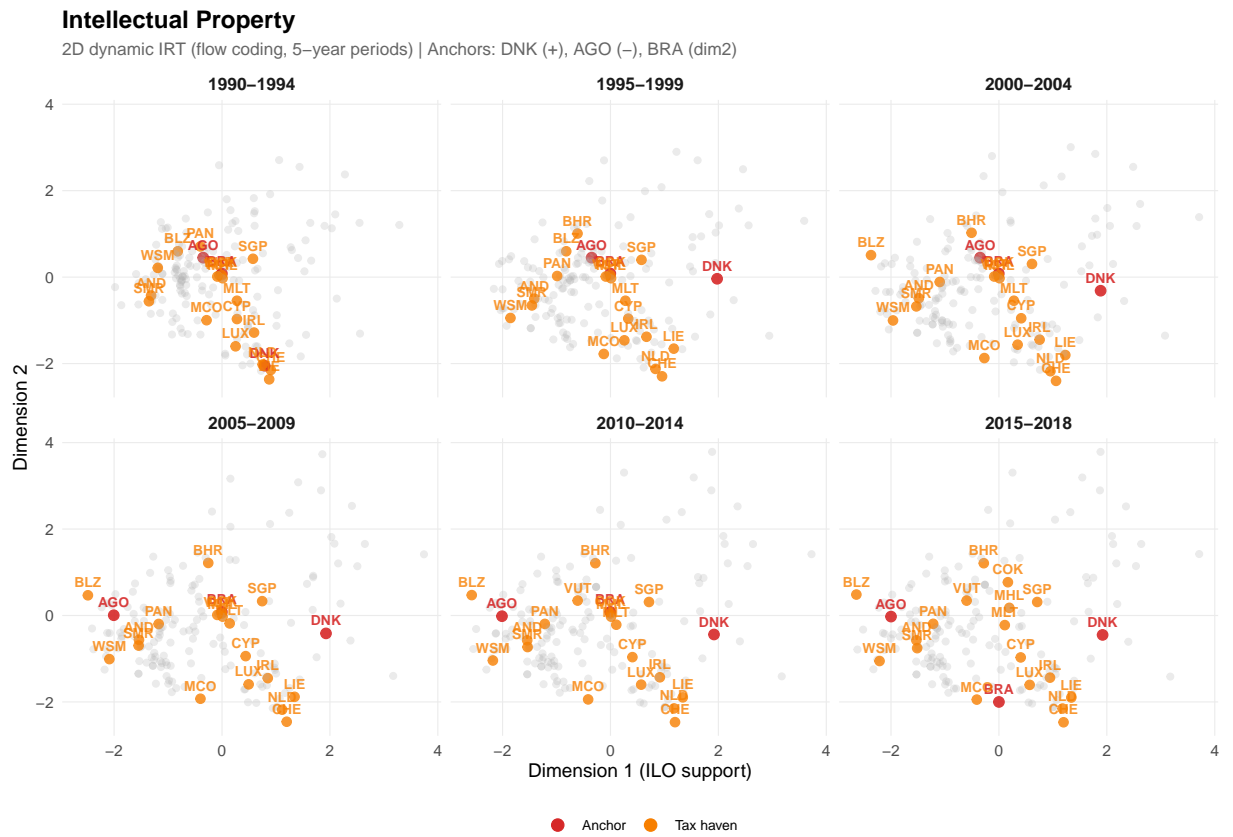 Intellectual Property
2D dynamic IRT (flow coding, 5−year periods) | Anchors: DNK (+), AGO (−), BRA (dim2)
1990−1994
1995−1999
2000−2004
4
2
0
−2
PAN
BLZ
AGO
SGP
WSM
BRA
AND
SMR
MLT
MCO
CYP
IRL
LUX
DNK
BHR
BLZ
AGO
SGP
PAN
BRA
DNK
AND
SMR
MLT
WSM
CYP
LUX
IRL
MCO
LIE
NLD
CHE
BHR
BLZ
AGO
SGP
BRA
PAN
DNK
AND
SMR
MLT
WSM
CYP
IRL
LUX
MCO
LIE
NLD
CHE
Dimension 2
2005−2009
2010−2014
2015−2018
4
2
0
−2
BHR
BLZ
AGO
SGP
BRA
PAN
DNK
AND
SMR
WSM
CYP
IRL
LUX
MCO
LIE
CHE
BHR
BLZ
VUT
SGP
AGO
BRA
PAN
MLT
DNK
AND
SMR
WSM
CYP
IRL
LUX
MCO
LIE
CHE
BHR
COK
BLZ
VUT
MHL
SGP
AGO
PAN
MLT
DNK
AND
SMR
WSM
CYP
IRL
LUX
MCO
BRA
LIE
CHE
−2
0
2
4
−2
0
2
4
−2
0
2
4
Dimension 1 (ILO support)
Anchor
Tax haven